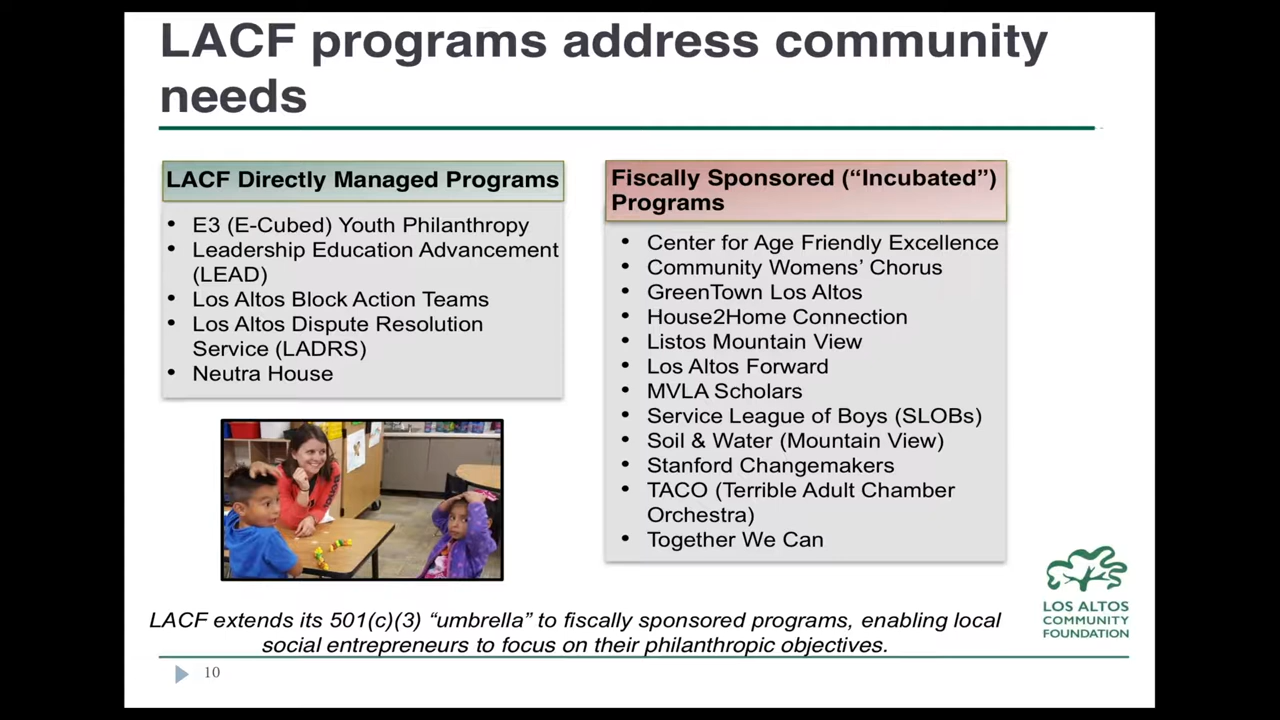 LACF programs address community
needs
LACF Directly Managed Programs
• E3 (E-Cubed) Youth Philanthropy
• Leadership Education Advancement
(LEAD)
• Los Altos Block Action Teams
• Los Altos Dispute Resolution
Service (LADRS)
• Neutra House
Fiscally Sponsored (“Incubated”)
Programs
• Center for Age Friendly Excellence
• Community Womens’ Chorus
• GreenTown Los Altos
• House2Home Connection
• Listos Mountain View
• Los Altos Forward
• MVLA Scholars
• Service League of Boys (SLOBs)
• Soil & Water (Mountain View)
• Stanford Changemakers
• TACO (Terrible Adult Chamber
Orchestra)
• Together We Can
LOS ALTOS
COMMUNITY
FOUNDATION
LACF extends its 501(c)(3) “umbrella” to fiscally sponsored programs, enabling local
social entrepreneurs to focus on their philanthropic objectives.
10